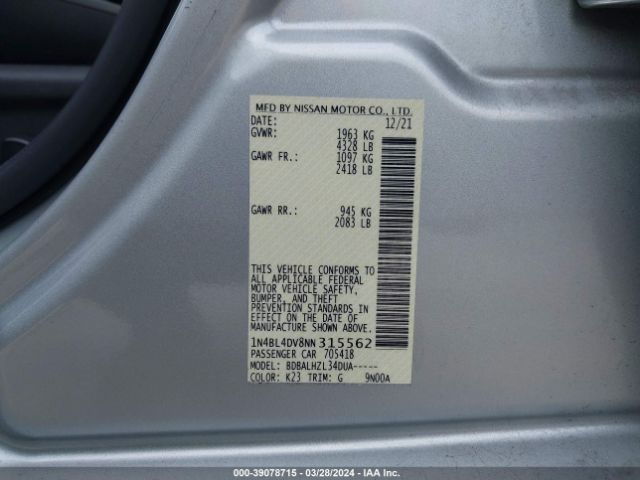 MFD BY NISSAN MOTOR CO., LTD.
DATE: 12/21
GVWR: 1963 KG
4328 LB
GAWR FR.: 1097 KG
2418 LB
GAWR RR.: 945 KG
2083 LB
THIS VEHICLE CONFORMS TO
ALL APPLICABLE FEDERAL
MOTOR VEHICLE SAFETY,
BUMPER, AND THEFT
PREVENTION STANDARDS IN
EFFECT ON THE DATE OF
MANUFACTURE SHOWN ABOVE.
1N4BL4DV8NN315562
PASSENGER CAR 705418
MODEL: BDBALHZL34DUA-----
COLOR: K23 TRIM: G 9N00A
000-39078715 - 03/28/2024 - IAA Inc.